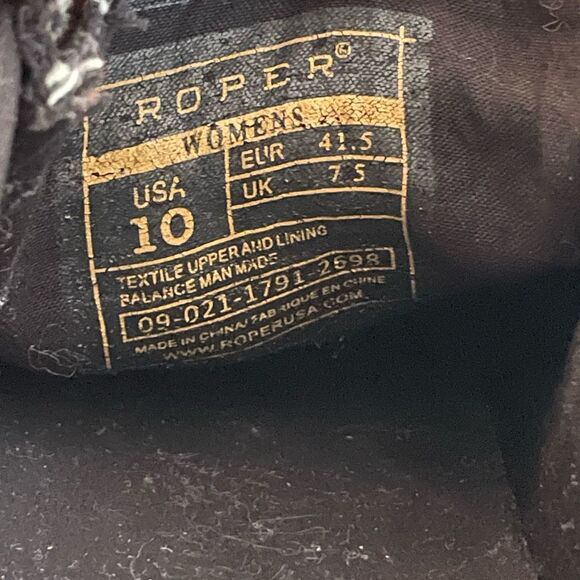 ROPER®
WOMENS
USA
10
EUR 41.5
UK 7.5
TEXTILE UPPER AND LINING
BALANCE MAN MADE
09-021-1791-2698
MADE IN CHINA/FABRIQUE EN CHINE
WWW.ROPERUSA.COM